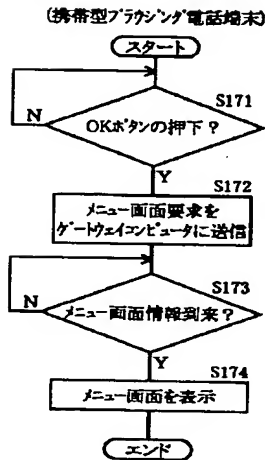 (携帯型ブラウジング電話端末)
スタート
S171
OKボタンの押下?
N
Y
S172
メニュー画面要求を
ゲートウェイコンピュータに送信
S173
メニュー画面情報到来?
N
Y
S174
メニュー画面を表示
エンド